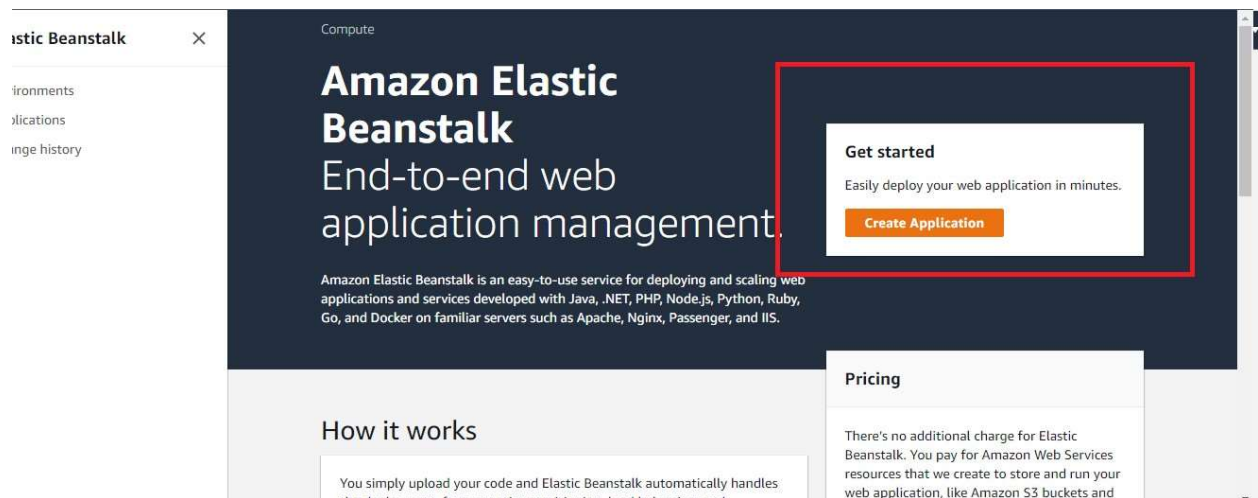 Elastic Beanstalk
Environments
Applications
Change history
Compute
Amazon Elastic
Beanstalk
End-to-end web
application management.
Amazon Elastic Beanstalk is an easy-to-use service for deploying and scaling web
applications and services developed with Java, .NET, PHP, Node.js, Python, Ruby,
Go, and Docker on familiar servers such as Apache, Nginx, Passenger, and IIS.
Get started
Easily deploy your web application in minutes.
Create Application
How it works
You simply upload your code and Elastic Beanstalk automatically handles
Pricing
There's no additional charge for Elastic
Beanstalk. You pay for Amazon Web Services
resources that we create to store and run your
web application, like Amazon S3 buckets and